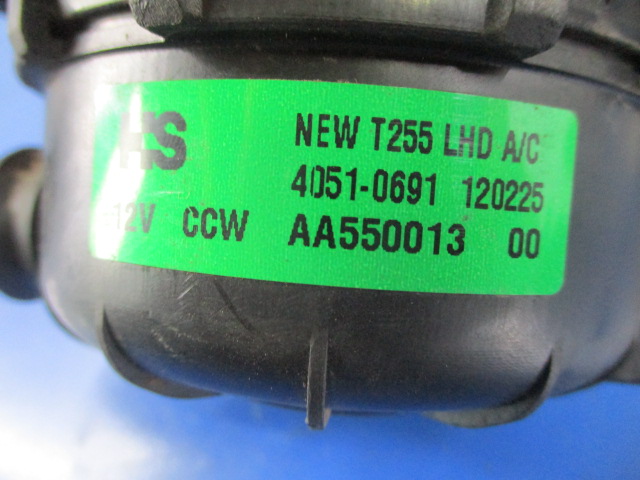 HS
NEW T255 LHD A/C
4051-0691 120225
12V CCW AA550013 00